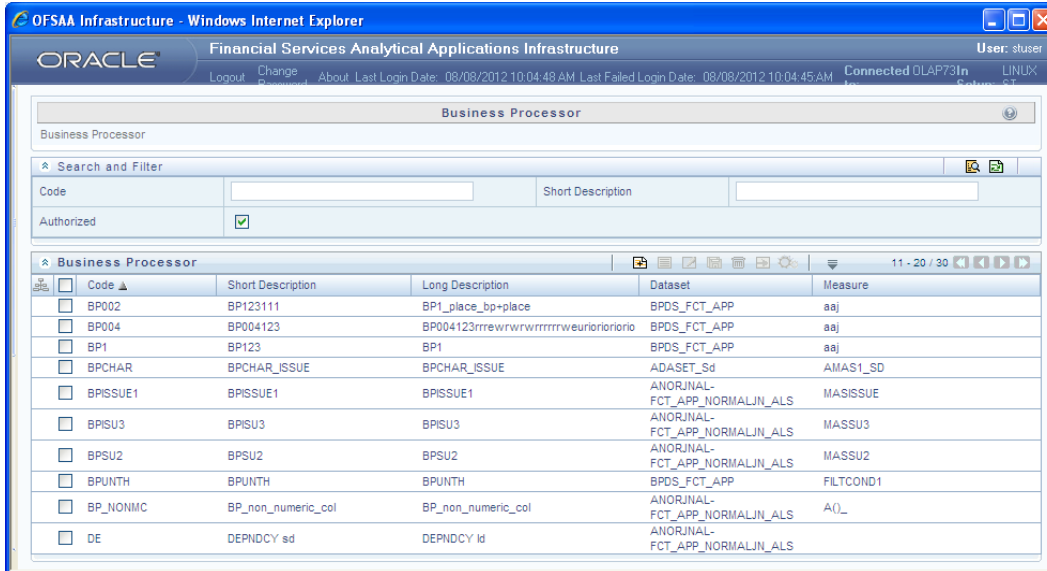 OFSAA Infrastructure - Windows Internet Explorer
ORACLE
Financial Services Analytical Applications Infrastructure
User: stuser
Logout Change Password About Last Login Date: 08/08/2012 10:04:48 AM Last Failed Login Date: 08/08/2012 10:04:45AM Connected OLAP73In LINUX
to: Setup: ST
Business Processor
Business Processor
Search and Filter
Code Short Description
Authorized
Business Processor 11 - 20 / 30
Code Short Description Long Description Dataset Measure
BP002 BP123111 BP1_place_bp+place BPDS_FCT_APP aaj
BP004 BP004123 BPDS_FCT_APP aaj
BP1 BP123 BP1 BPDS_FCT_APP aaj
BPCHAR BPCHAR_ISSUE BPCHAR_ISSUE ADASET_Sd AMAS1_SD
BPISSUE1 BPISSUE1 BPISSUE1 ANORJNAL-
FCT_APP_NORMALJN_ALS MASISSUE
BPISU3 BPISU3 BPISU3 ANORJNAL-
FCT_APP_NORMALJN_ALS MASSU3
BPSU2 BPSU2 BPSU2 ANORJNAL-
FCT_APP_NORMALJN_ALS MASSU2
BPUNTH BPUNTH BPUNTH BPDS_FCT_APP FILTCOND1
BP_NONMC BP_non_numeric_col BP_non_numeric_col ANORJNAL-
FCT_APP_NORMALJN_ALS A()_
DE DEPNDCY sd DEPNDCY ld ANORJNAL-
FCT_APP_NORMALJN_ALS